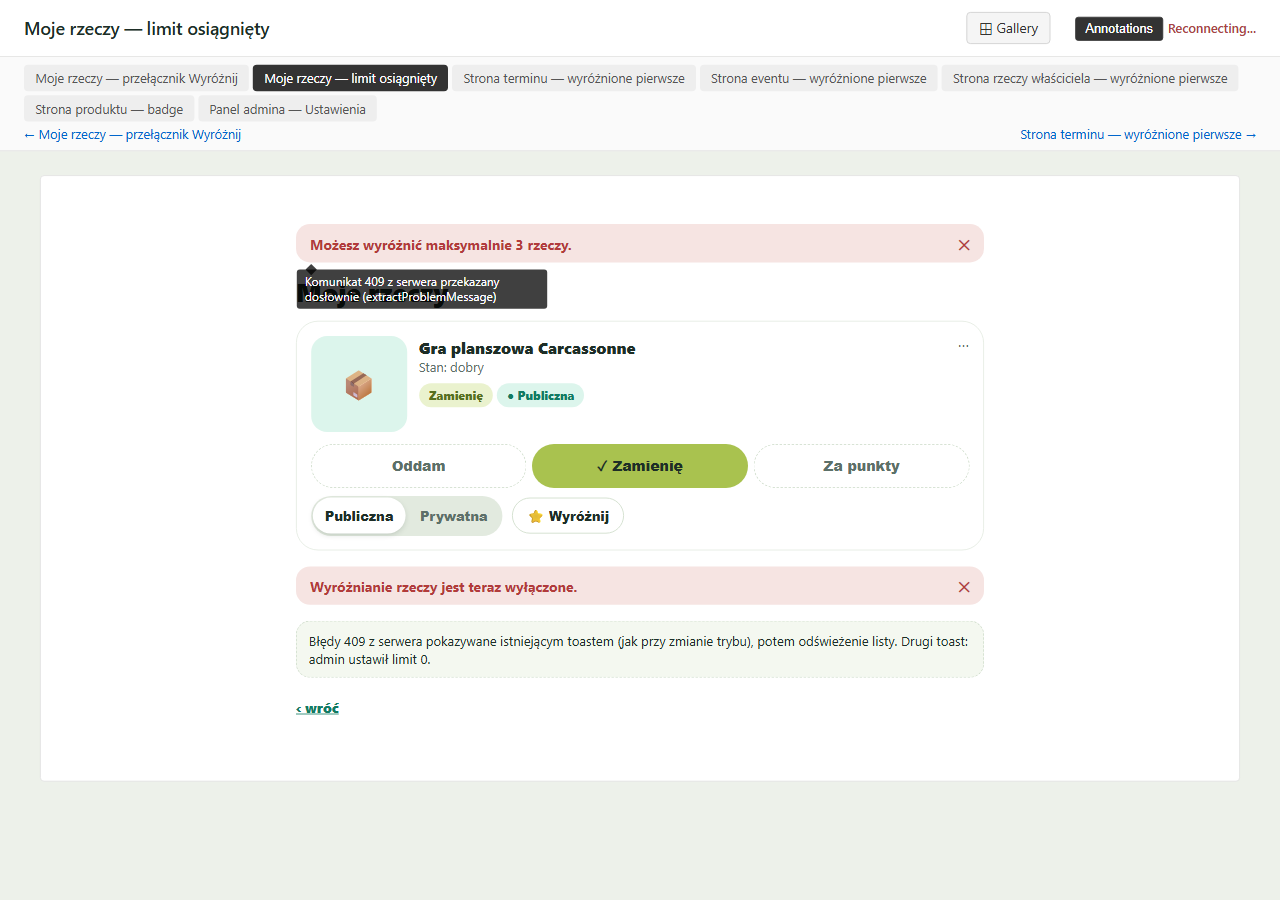 Moje rzeczy — limit osiągnięty
Gallery
Annotations
Reconnecting...
Moje rzeczy — przełącznik Wyróżnij
Moje rzeczy — limit osiągnięty
Strona terminu — wyróżnione pierwsze
Strona eventu — wyróżnione pierwsze
Strona rzeczy właściciela — wyróżnione pierwsze
Strona produktu — badge
Panel admina — Ustawienia
← Moje rzeczy — przełącznik Wyróżnij
Strona terminu — wyróżnione pierwsze →
Możesz wyróżnić maksymalnie 3 rzeczy.
Komunikat 409 z serwera przekazany
dosłownie (extractProblemMessage)
Moje rzeczy
Gra planszowa Carcassonne
...
Stan: dobry
Zamienię
● Publiczna
Oddam
✓ Zamienię
Za punkty
Publiczna
Prywatna
Wyróżnij
Wyróżnianie rzeczy jest teraz wyłączone.
Błędy 409 z serwera pokazywane istniejącym toastem (jak przy zmianie trybu), potem odświeżenie listy. Drugi toast:
admin ustawił limit 0.
‹ wróć